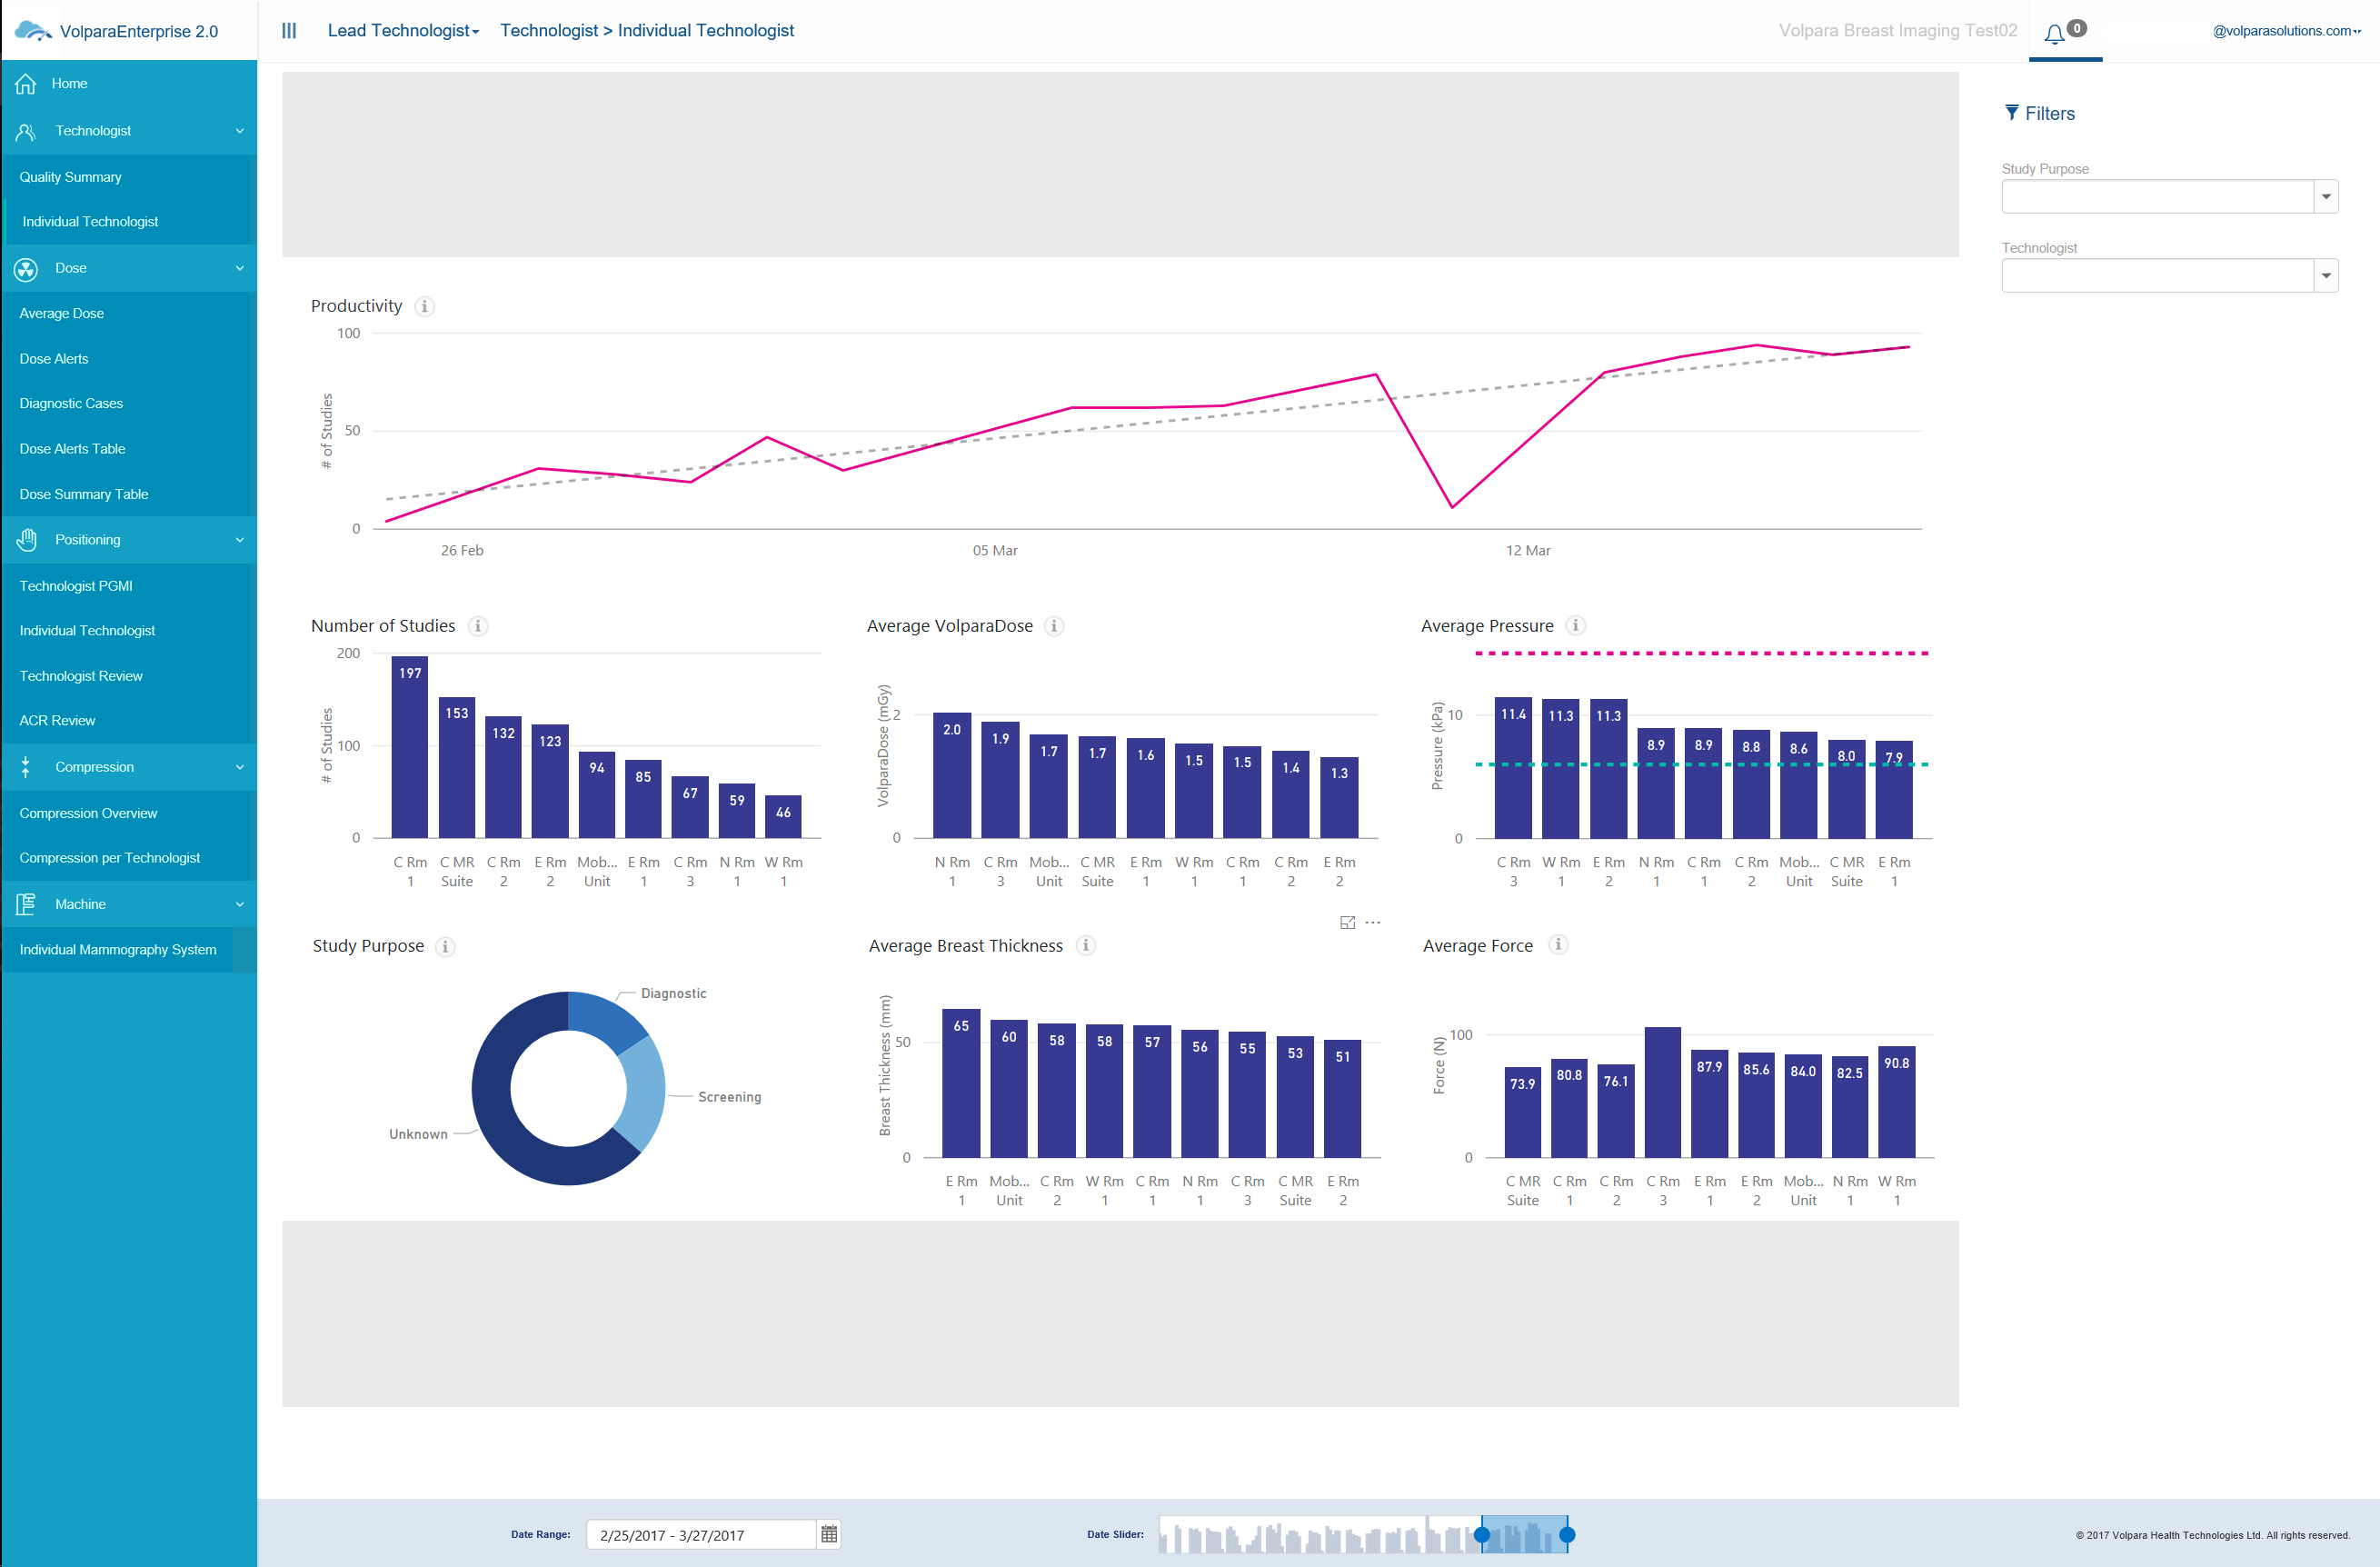 VolparaEnterprise 2.0
Lead Technologist
Technologist > Individual Technologist
Volpara Breast Imaging Test02
0
@volparasolutions.com
Home
Technologist
Quality Summary
Individual Technologist
Dose
Average Dose
Dose Alerts
Diagnostic Cases
Dose Alerts Table
Dose Summary Table
Positioning
Technologist PGMI
Individual Technologist
Technologist Review
ACR Review
Compression
Compression Overview
Compression per Technologist
Machine
Individual Mammography System
Filters
Study Purpose
Technologist
Productivity
# of Studies
100
50
0
26 Feb 05 Mar 12 Mar
Number of Studies
# of Studies
200
100
0
197 153 132 123 94 85 67 59 46
C Rm C MR C Rm E Rm Mob... E Rm C Rm N Rm W Rm
1 Suite 2 2 Unit 1 3 1 1
Average VolparaDose
VolparaDose (mGy)
2
0
2.0 1.9 1.7 1.7 1.6 1.5 1.5 1.4 1.3
N Rm C Rm Mob... C MR E Rm W Rm C Rm C Rm E Rm
1 3 Unit Suite 1 1 1 2 2
Average Pressure
Pressure (kPa)
10
0
11.4 11.3 11.3 8.9 8.9 8.8 8.6 8.0 7.9
C Rm W Rm E Rm N Rm C Rm C Rm Mob... C MR E Rm
3 1 2 1 1 2 Unit Suite 1
Study Purpose
Diagnostic
Screening
Unknown
Average Breast Thickness
Breast Thickness (mm)
50
0
65 60 58 58 57 56 55 53 51
E Rm Mob... C Rm W Rm C Rm N Rm C Rm C MR E Rm
1 Unit 2 1 1 1 3 Suite 2
Average Force
Force (N)
100
0
73.9 80.8 76.1 87.9 85.6 84.0 82.5 90.8
C MR C Rm C Rm C Rm E Rm E Rm Mob... N Rm W Rm
Suite 1 2 3 1 2 Unit 1 1
Date Range:
2/25/2017 - 3/27/2017
Date Slider:
© 2017 Volpara Health Technologies Ltd. All rights reserved.